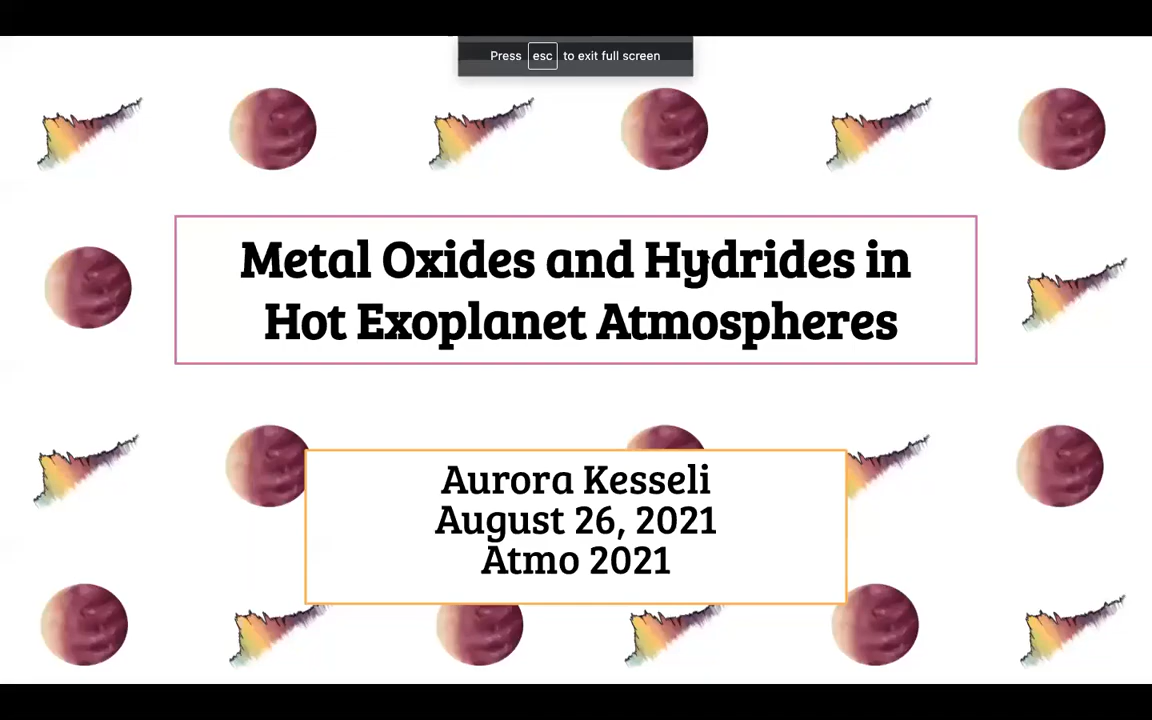 Press esc to exit full screen
Metal Oxides and Hydrides in
Hot Exoplanet Atmospheres
Aurora Kesseli
August 26, 2021
Atmo 2021